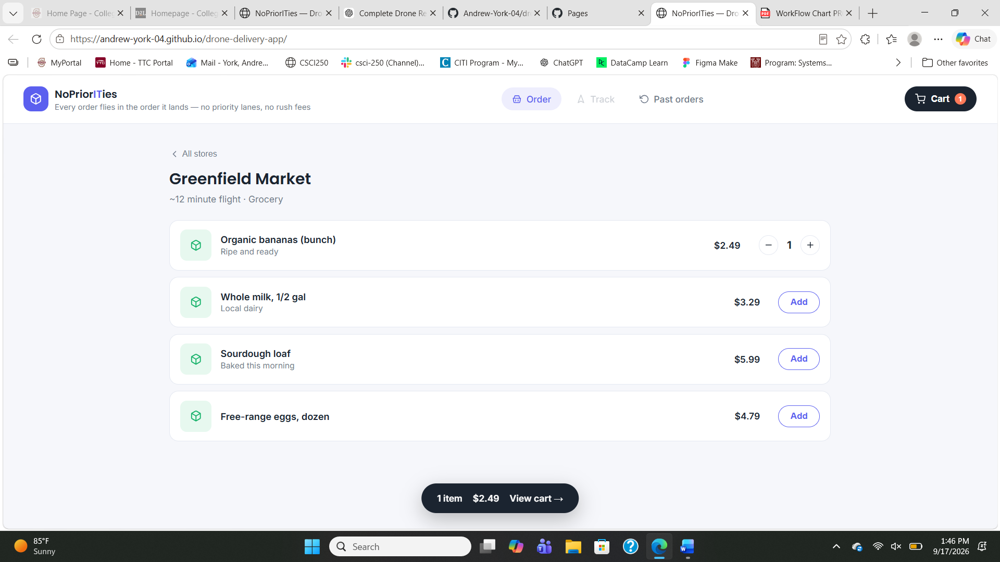 Home Page - Colleg
Homepage - Colleg
NoPriorITies — Dro
Complete Drone Re
Andrew-York-04/dr
Pages
NoPriorITies — Dro
WorkFlow Chart PR
https://andrew-york-04.github.io/drone-delivery-app/
Chat
MyPortal
Home - TTC Portal
Mail - York, Andre...
CSCI250
csci-250 (Channel)...
CITI Program - My...
ChatGPT
DataCamp Learn
Figma Make
Program: Systems...
Other favorites
NoPriorITies
Every order flies in the order it lands — no priority lanes, no rush fees
Order
Track
Past orders
Cart 1
All stores
Greenfield Market
~12 minute flight · Grocery
Organic bananas (bunch)
Ripe and ready
$2.49
− 1 +
Whole milk, 1/2 gal
Local dairy
$3.29
Add
Sourdough loaf
Baked this morning
$5.99
Add
Free-range eggs, dozen
$4.79
Add
1 item $2.49 View cart →
85°F
Sunny
Search
1:46 PM
9/17/2026